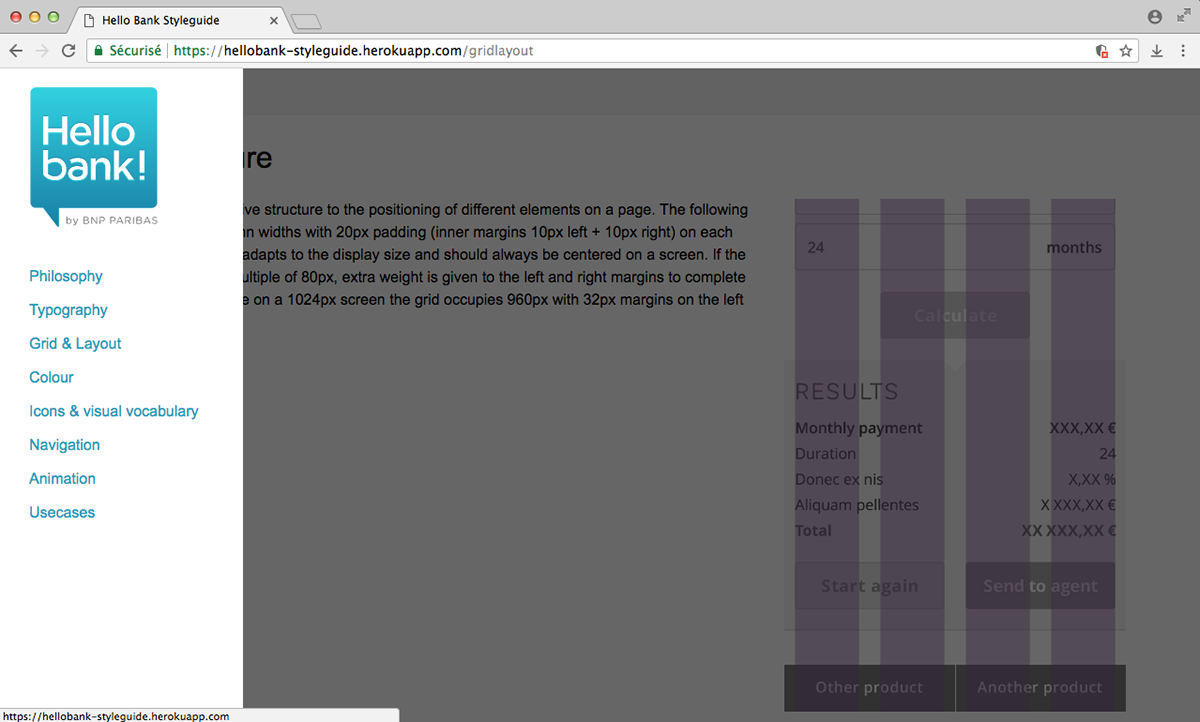 Hello Bank Styleguide
Sécurisé
https://hellobank-styleguide.herokuapp.com/gridlayout
Hello
bank!
by BNP PARIBAS
Philosophy
Typography
Grid & Layout
Colour
Icons & visual vocabulary
Navigation
Animation
Usecases
ure
ive structure to the positioning of different elements on a page. The following
widths with 20px padding (inner margins 10px left + 10px right) on each
adapts to the display size and should always be centered on a screen. If the
ultiple of 80px, extra weight is given to the left and right margins to complete
e on a 1024px screen the grid occupies 960px with 32px margins on the left
24 months
Calculate
RESULTS
Monthly payment XXX,XX €
Duration 24
Donec ex nis X,XX %
Aliquam pellentes X XXX,XX €
Total XX XXX,XX €
Start again Send to agent
Other product Another product
https://hellobank-styleguide.herokuapp.com